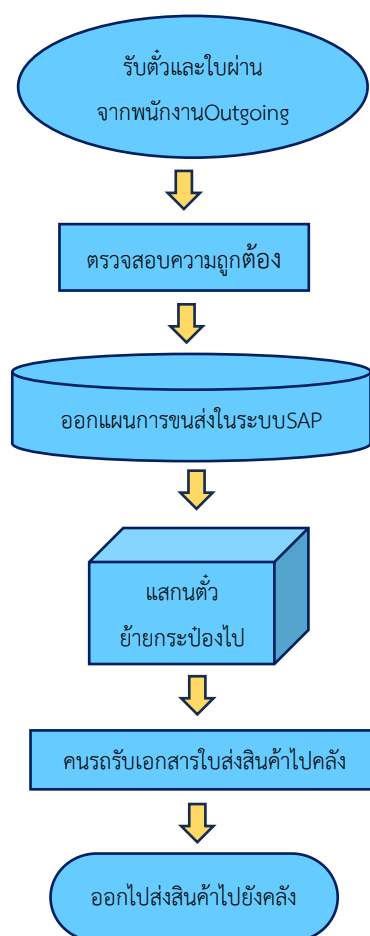 รับตั๋วและใบผ่าน
จากพนักงานOutgoing
ตรวจสอบความถูกต้อง
ออกแผนการขนส่งในระบบSAP
แสกนตั๋ว
ย้ายกระป๋องไป
คนรถรับเอกสารใบส่งสินค้าไปคลัง
ออกไปส่งสินค้าไปยังคลัง